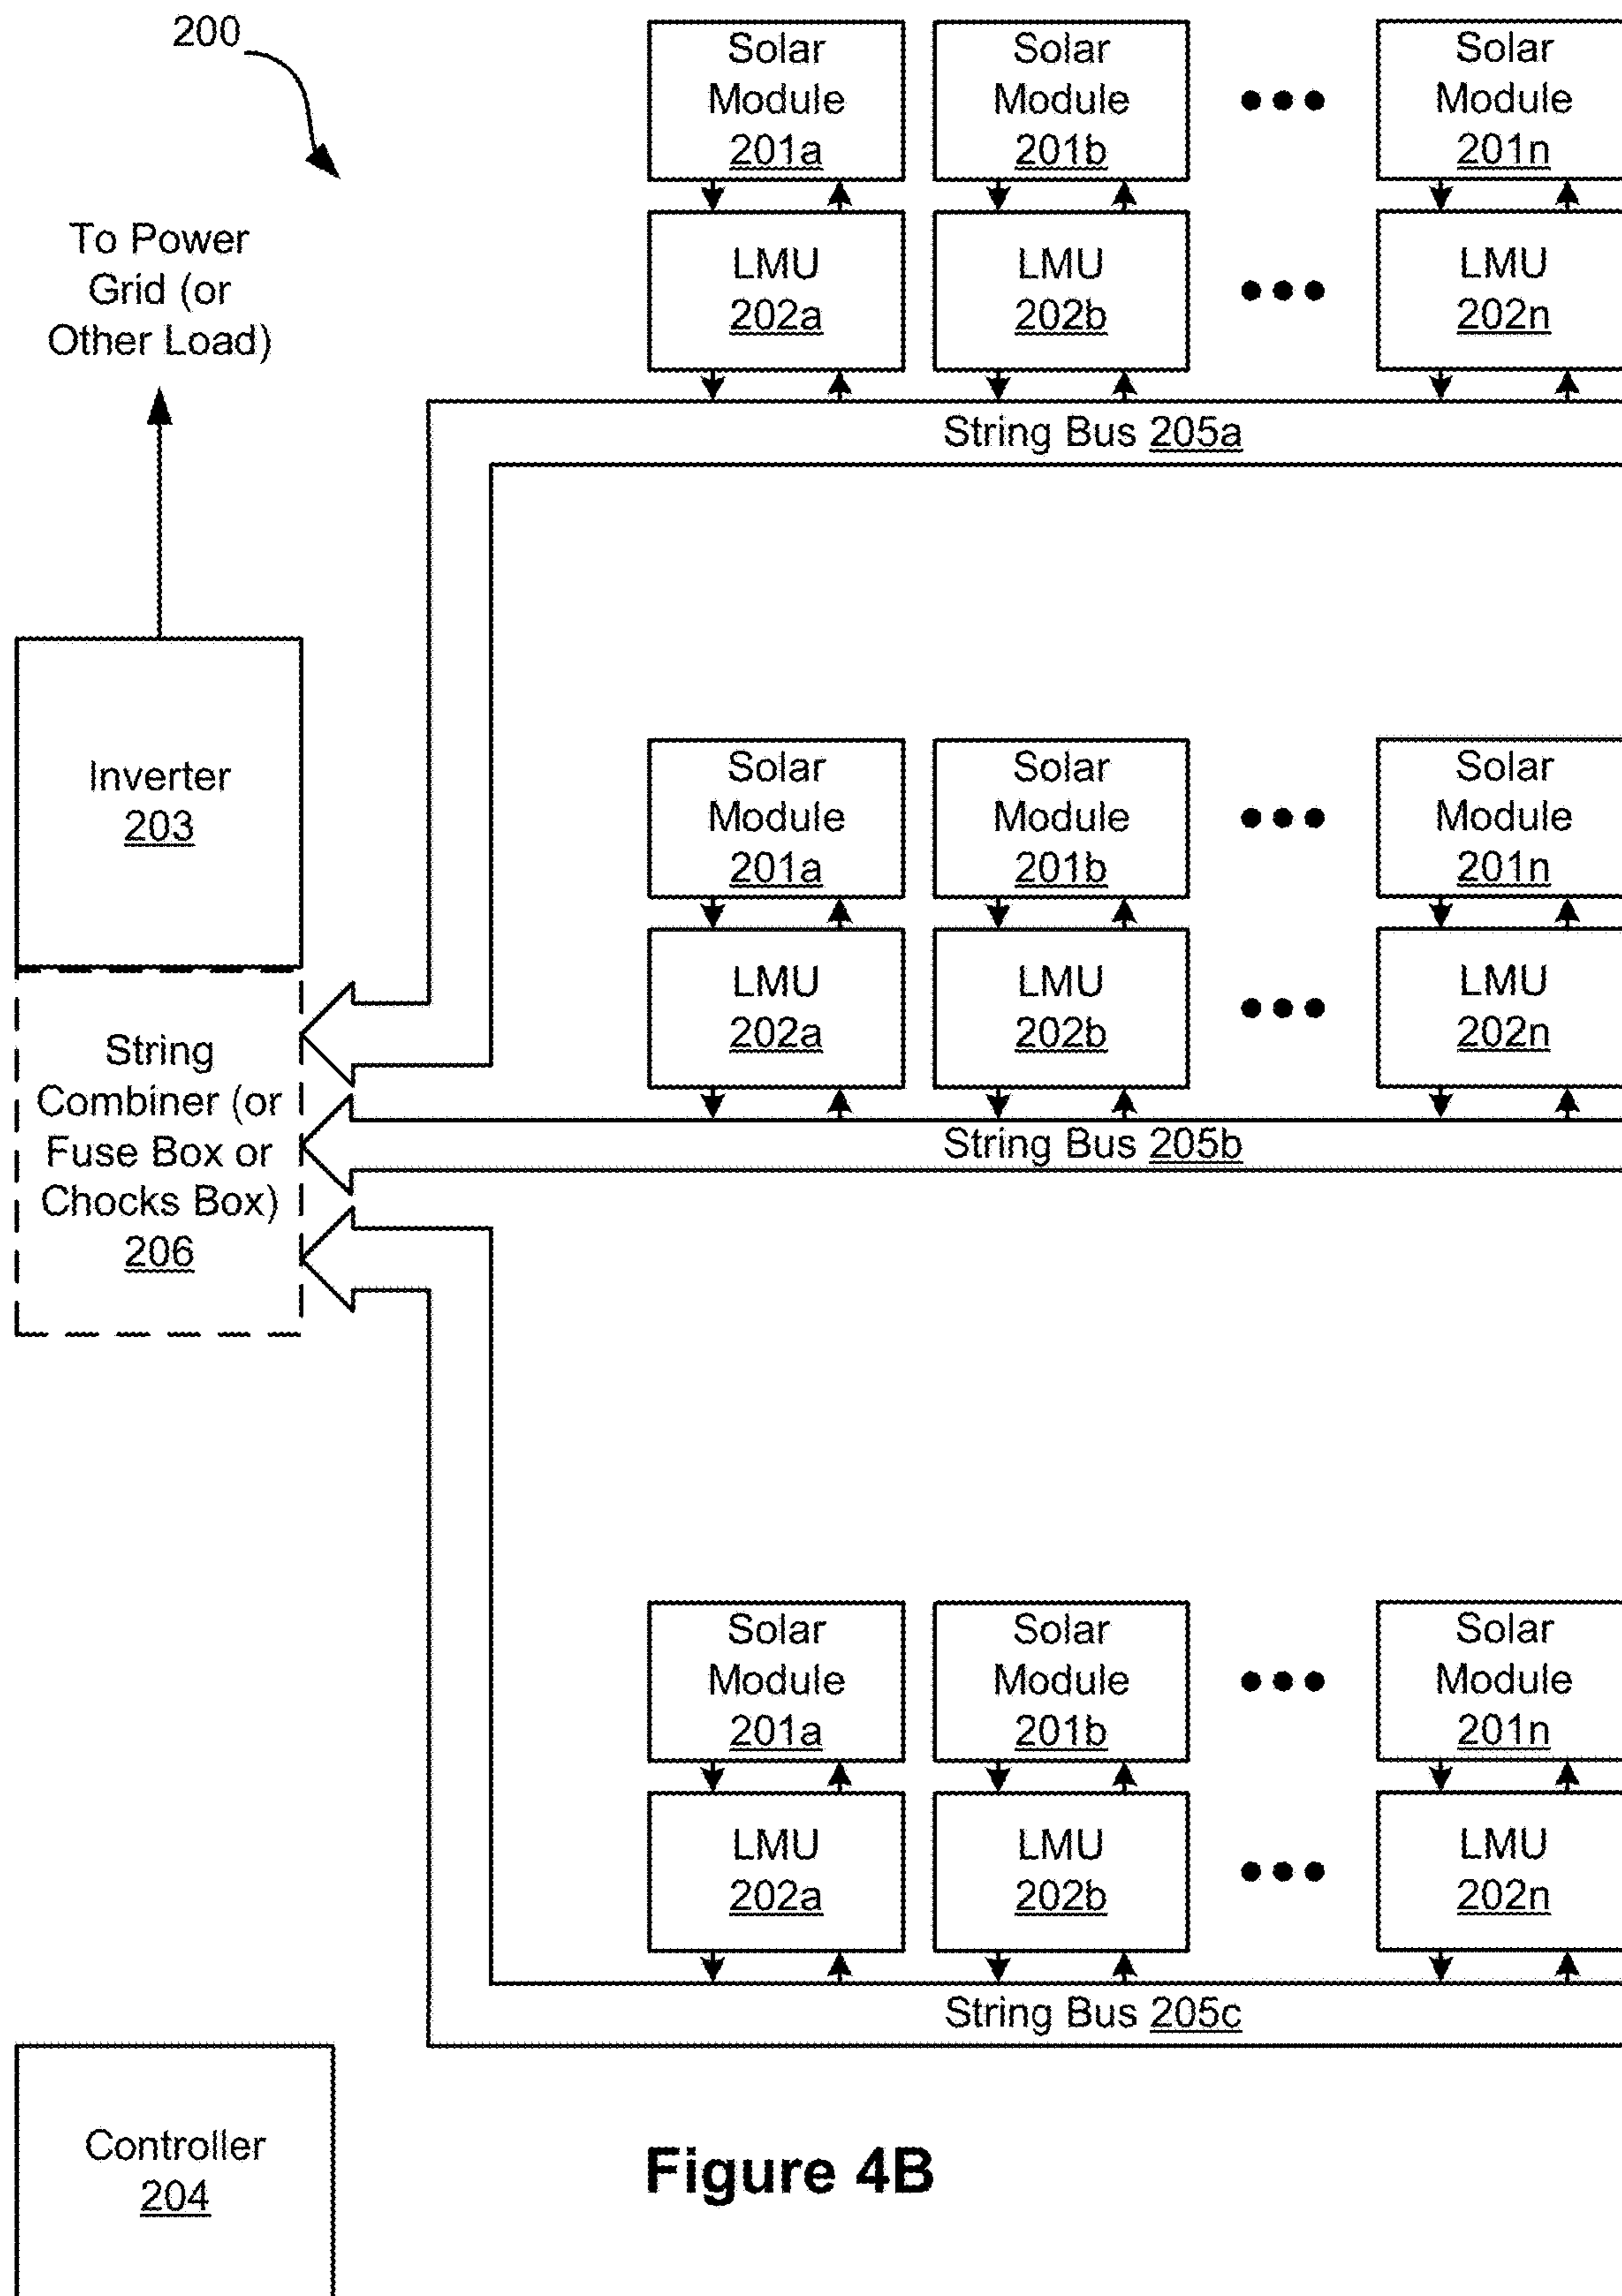 200
Solar
Module
201a
Solar
Module
201b
Solar
Module
201n
LMU
202a
LMU
202b
LMU
202n
To Power
Grid (or
Other Load)
String Bus 205a
Inverter
203
Solar
Module
201a
Solar
Module
201b
Solar
Module
201n
LMU
202a
LMU
202b
LMU
202n
String
Combiner (or
Fuse Box or
Chocks Box)
206
String Bus 205b
Solar
Module
201a
Solar
Module
201b
Solar
Module
201n
LMU
202a
LMU
202b
LMU
202n
String Bus 205c
Controller
204
Figure 4B